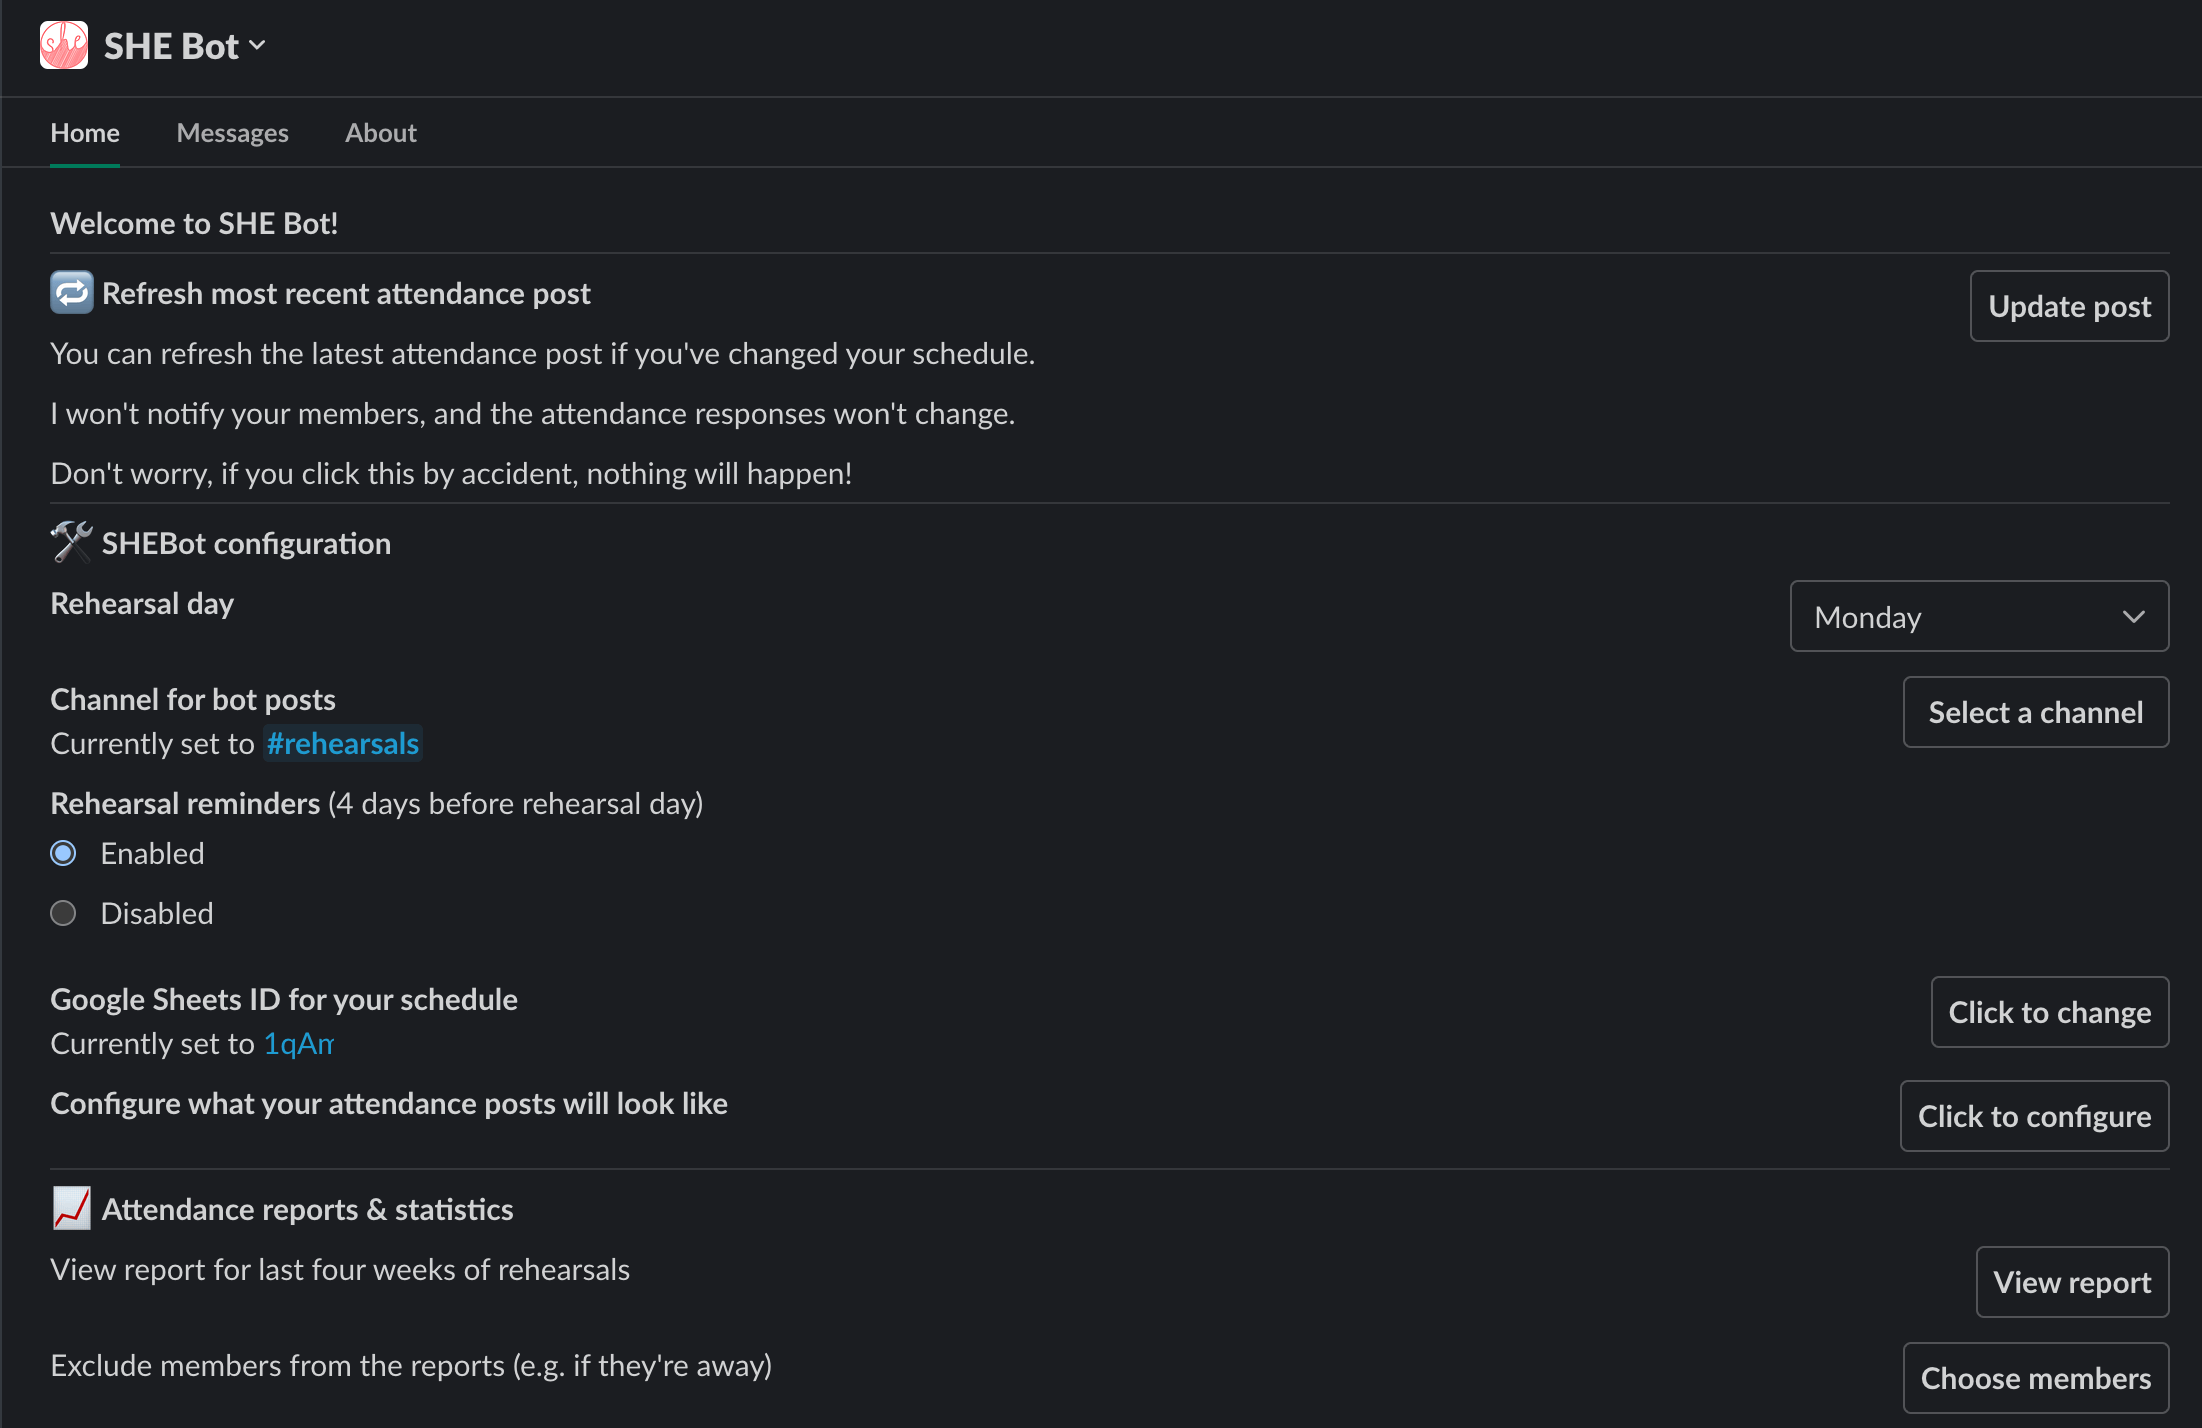 she
SHE Bot
Home Messages About
Welcome to SHE Bot!
Refresh most recent attendance post
Update post
You can refresh the latest attendance post if you've changed your schedule.
I won't notify your members, and the attendance responses won't change.
Don't worry, if you click this by accident, nothing will happen!
SHEBot configuration
Rehearsal day
Monday
Channel for bot posts
Select a channel
Currently set to #rehearsals
Rehearsal reminders (4 days before rehearsal day)
Enabled
Disabled
Google Sheets ID for your schedule
Click to change
Currently set to 1qAm
Configure what your attendance posts will look like
Click to configure
Attendance reports & statistics
View report for last four weeks of rehearsals
View report
Exclude members from the reports (e.g. if they're away)
Choose members